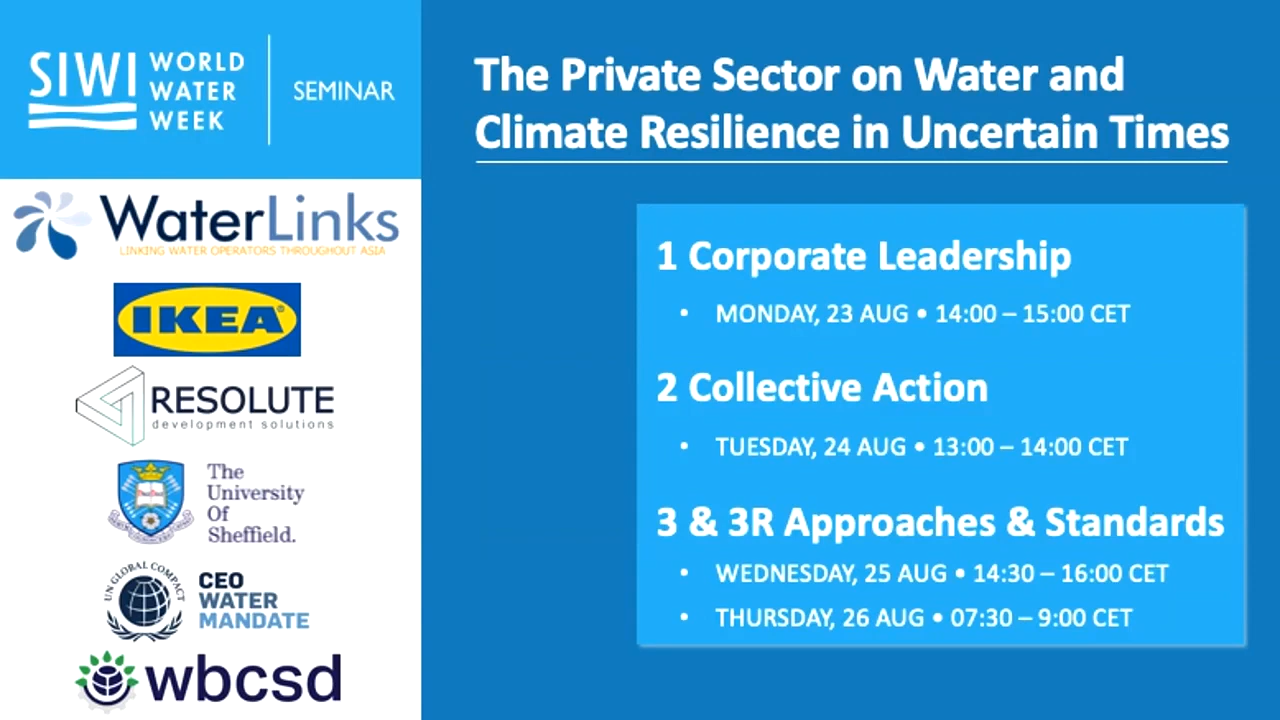 SIWI WORLD
WATER
WEEK
SEMINAR
The Private Sector on Water and
Climate Resilience in Uncertain Times
WaterLinks
LINKING WATER OPERATORS THROUGHOUT ASIA
IKEA®
RESOLUTE
development solutions
The
University
Of
Sheffield.
UN GLOBAL COMPACT
CEO
WATER
MANDATE
wbcsd
1 Corporate Leadership
• MONDAY, 23 AUG • 14:00 – 15:00 CET
2 Collective Action
• TUESDAY, 24 AUG • 13:00 – 14:00 CET
3 & 3R Approaches & Standards
• WEDNESDAY, 25 AUG • 14:30 – 16:00 CET
• THURSDAY, 26 AUG • 07:30 – 9:00 CET